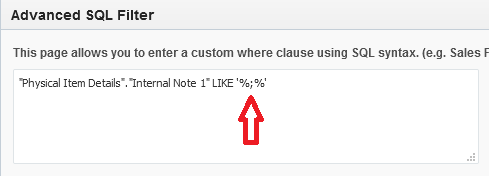 Advanced SQL Filter
This page allows you to enter a custom where clause using SQL syntax. (e.g. Sales
"Physical Item Details"."Internal Note 1" LIKE '%;%'